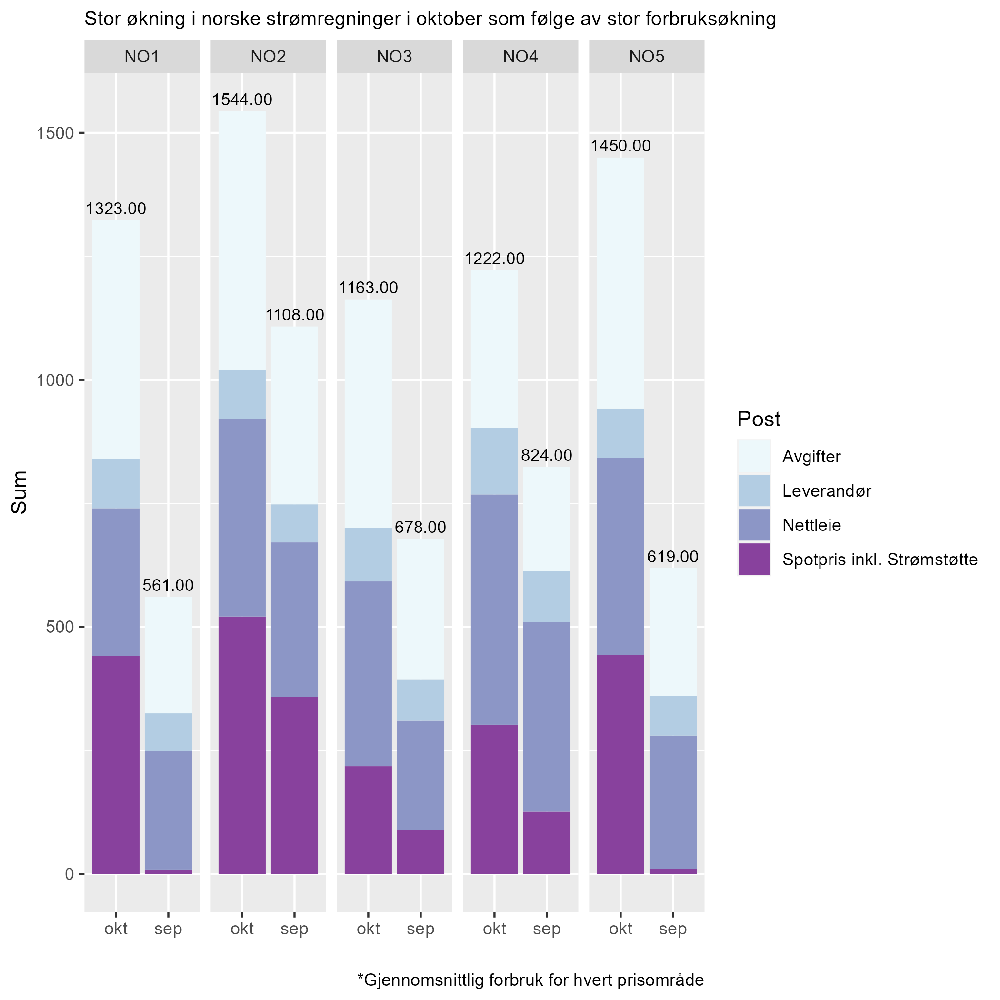 Stor økning i norske strømregninger i oktober som følge av stor forbruksøkning
NO1 NO2 NO3 NO4 NO5
1544.00
1500
1450.00
1323.00
1222.00
1163.00
1108.00
1000
824.00
678.00
619.00
561.00
500
0
Sum
okt sep okt sep okt sep okt sep okt sep
Post
Avgifter
Leverandør
Nettleie
Spotpris inkl. Strømstøtte
*Gjennomsnittlig forbruk for hvert prisområde